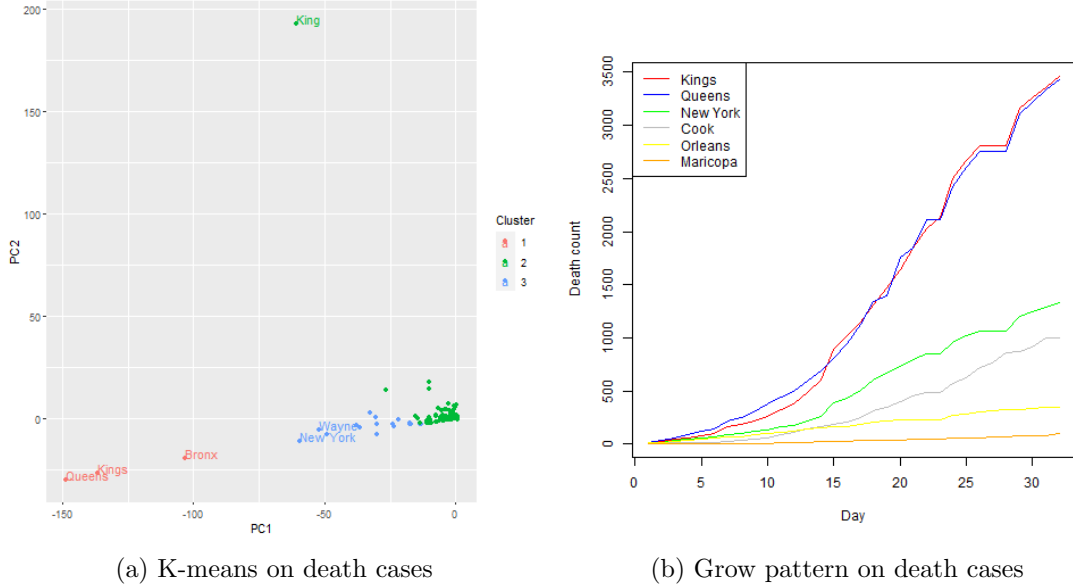 200
150
100
50
0
PC2
-150
-100
-50
0
PC1
King
Wayne
New York
Bronx
Kings
Queens
Cluster
1
2
3
(a) K-means on death cases
Kings
Queens
New York
Cook
Orleans
Maricopa
3500
3000
2500
2000
1500
1000
500
0
Death count
0
5
10
15
20
25
30
Day
(b) Grow pattern on death cases